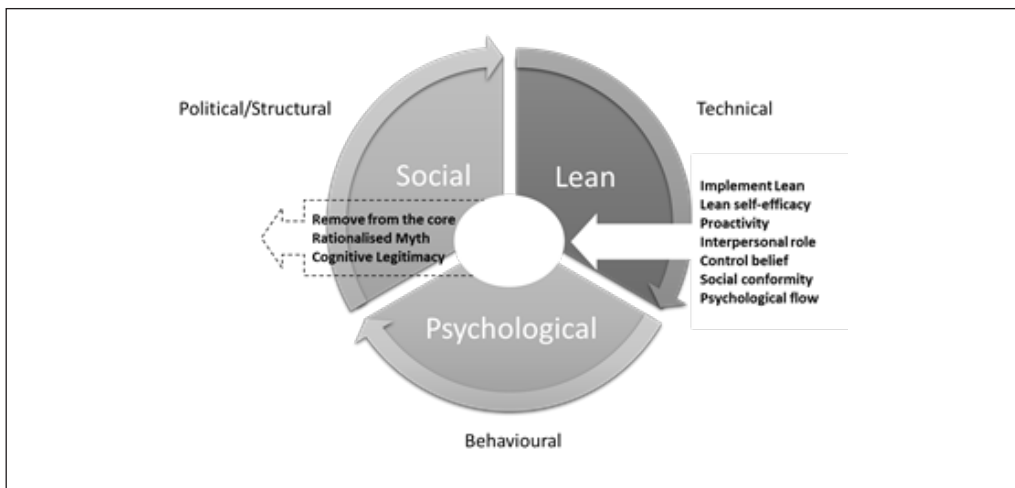 Political/Structural
Technical
Social
Lean
Remove from the core
Rationalised Myth
Cognitive Legitimacy
Implement Lean
Lean self-efficacy
Proactivity
Interpersonal role
Control belief
Social conformity
Psychological flow
Psychological
Behavioural